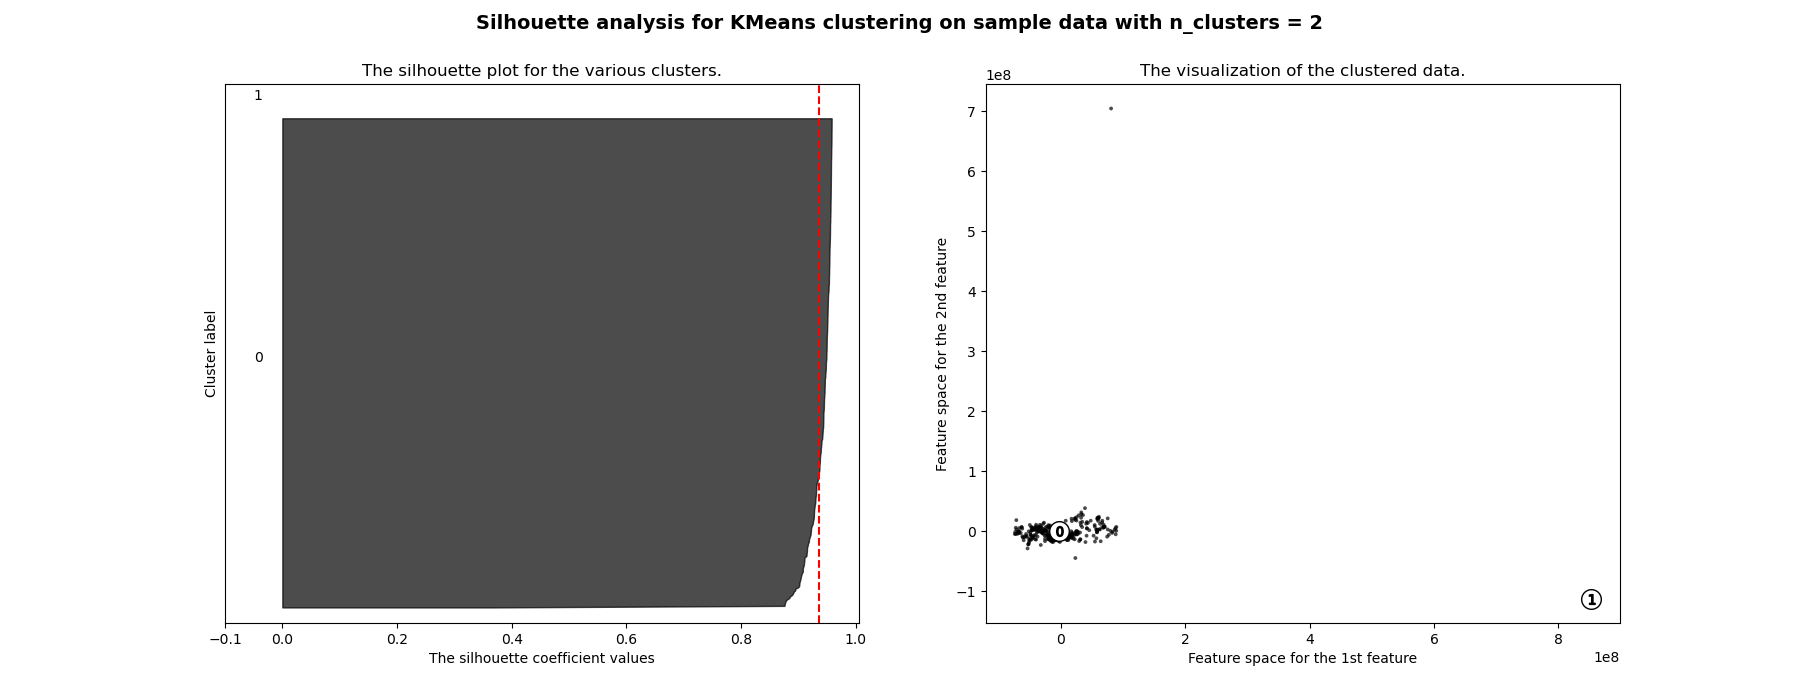 Silhouette analysis for KMeans clustering on sample data with n_clusters = 2
The silhouette plot for the various clusters.
1
0
Cluster label
−0.1 0.0 0.2 0.4 0.6 0.8 1.0
The silhouette coefficient values
The visualization of the clustered data.
1e8
7
6
5
4
3
2
1
0
−1
Feature space for the 2nd feature
0
1
0 2 4 6 8
1e8
Feature space for the 1st feature